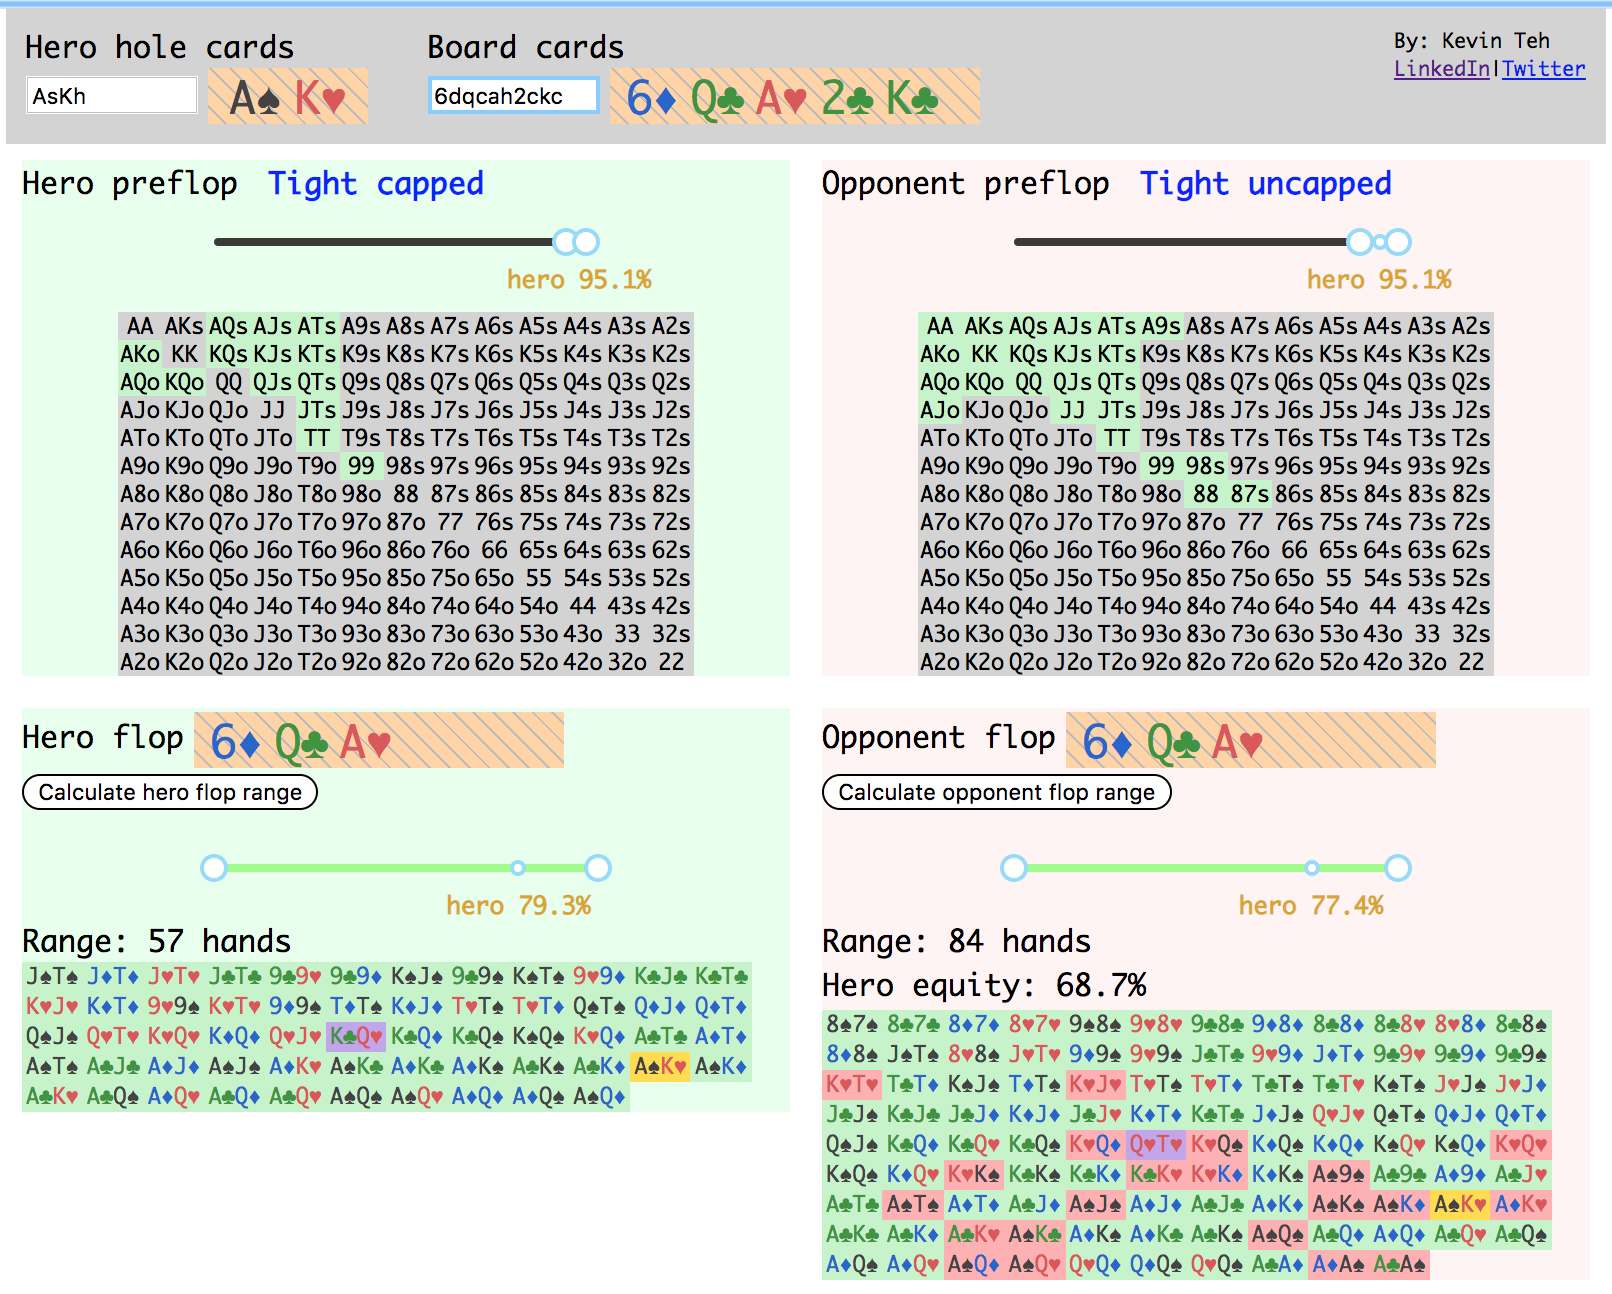 Hero hole cards
AsKh
A♠ K♥
Board cards
6dqcah2ckc
6♦ Q♣ A♥ 2♣ K♣
By: Kevin Teh
LinkedIn|Twitter
Hero preflop Tight capped
hero 95.1%
AA AKs AQs AJs ATs A9s A8s A7s A6s A5s A4s A3s A2s
AKo KK KQs KJs KTs K9s K8s K7s K6s K5s K4s K3s K2s
AQo KQo QQ QJs QTs Q9s Q8s Q7s Q6s Q5s Q4s Q3s Q2s
AJo KJo QJo JJ JTs J9s J8s J7s J6s J5s J4s J3s J2s
ATo KTo QTo JTo TT T9s T8s T7s T6s T5s T4s T3s T2s
A9o K9o Q9o J9o T9o 99 98s 97s 96s 95s 94s 93s 92s
A8o K8o Q8o J8o T8o 98o 88 87s 86s 85s 84s 83s 82s
A7o K7o Q7o J7o T7o 97o 87o 77 76s 75s 74s 73s 72s
A6o K6o Q6o J6o T6o 96o 86o 76o 66 65s 64s 63s 62s
A5o K5o Q5o J5o T5o 95o 85o 75o 65o 55 54s 53s 52s
A4o K4o Q4o J4o T4o 94o 84o 74o 64o 54o 44 43s 42s
A3o K3o Q3o J3o T3o 93o 83o 73o 63o 53o 43o 33 32s
A2o K2o Q2o J2o T2o 92o 82o 72o 62o 52o 42o 32o 22
Opponent preflop Tight uncapped
hero 95.1%
AA AKs AQs AJs ATs A9s A8s A7s A6s A5s A4s A3s A2s
AKo KK KQs KJs KTs K9s K8s K7s K6s K5s K4s K3s K2s
AQo KQo QQ QJs QTs Q9s Q8s Q7s Q6s Q5s Q4s Q3s Q2s
AJo KJo QJo JJ JTs J9s J8s J7s J6s J5s J4s J3s J2s
ATo KTo QTo JTo TT T9s T8s T7s T6s T5s T4s T3s T2s
A9o K9o Q9o J9o T9o 99 98s 97s 96s 95s 94s 93s 92s
A8o K8o Q8o J8o T8o 98o 88 87s 86s 85s 84s 83s 82s
A7o K7o Q7o J7o T7o 97o 87o 77 76s 75s 74s 73s 72s
A6o K6o Q6o J6o T6o 96o 86o 76o 66 65s 64s 63s 62s
A5o K5o Q5o J5o T5o 95o 85o 75o 65o 55 54s 53s 52s
A4o K4o Q4o J4o T4o 94o 84o 74o 64o 54o 44 43s 42s
A3o K3o Q3o J3o T3o 93o 83o 73o 63o 53o 43o 33 32s
A2o K2o Q2o J2o T2o 92o 82o 72o 62o 52o 42o 32o 22
Hero flop 6♦ Q♣ A♥
Calculate hero flop range
hero 79.3%
Range: 57 hands
J♠T♠ J♦T♦ J♥T♥ J♣T♣ 9♣9♥ 9♣9♦ K♠J♠ 9♣9♠ K♠T♠ 9♥9♦ K♣J♣ K♣T♣
K♥J♥ K♦T♦ 9♥9♠ K♥T♥ 9♦9♠ T♦T♠ K♦J♦ T♥T♠ T♥T♦ Q♠T♠ Q♦J♦ Q♦T♦
Q♠J♠ Q♥T♥ K♥Q♥ K♦Q♦ Q♥J♥ K♣Q♥ K♣Q♦ K♣Q♠ K♠Q♠ K♥Q♦ A♣T♣ A♦T♦
A♠T♠ A♣J♣ A♦J♦ A♠J♠ A♦K♥ A♠K♣ A♦K♣ A♦K♠ A♣K♠ A♣K♦ A♠K♥ A♠K♦
A♣K♥ A♣Q♠ A♦Q♥ A♣Q♦ A♣Q♥ A♠Q♠ A♠Q♥ A♦Q♦ A♦Q♠ A♠Q♦
Opponent flop 6♦ Q♣ A♥
Calculate opponent flop range
hero 77.4%
Range: 84 hands
Hero equity: 68.7%
8♠7♠ 8♣7♣ 8♦7♦ 8♥7♥ 9♠8♠ 9♥8♥ 9♣8♣ 9♦8♦ 8♣8♦ 8♣8♥ 8♥8♦ 8♣8♠
8♦8♠ J♠T♠ 8♥8♠ J♥T♥ 9♦9♠ 9♥9♠ J♣T♣ 9♥9♦ J♦T♦ 9♣9♥ 9♣9♦ 9♣9♠
K♥T♥ T♣T♦ K♠J♠ T♦T♠ K♥J♥ T♥T♠ T♥T♦ T♣T♠ T♣T♥ K♠T♠ J♥J♠ J♥J♦
J♣J♠ K♣J♣ J♣J♦ K♦J♦ J♣J♥ K♦T♦ K♣T♣ J♦J♠ Q♥J♥ Q♠T♠ Q♦J♦ Q♦T♦
Q♠J♠ K♣Q♦ K♣Q♥ K♣Q♠ K♥Q♦ Q♥T♥ K♥Q♠ K♦Q♠ K♦Q♦ K♠Q♥ K♠Q♦ K♥Q♥
K♠Q♠ K♦Q♥ K♥K♠ K♣K♠ K♣K♦ K♣K♥ K♥K♦ K♦K♠ A♠9♠ A♣9♣ A♦9♦ A♣J♥
A♣T♣ A♠T♠ A♦T♦ A♣J♦ A♠J♠ A♦J♦ A♣J♣ A♦K♦ A♠K♠ A♠K♦ A♠K♥ A♦K♥
A♣K♣ A♣K♦ A♣K♥ A♠K♣ A♦K♠ A♦K♣ A♣K♠ A♠Q♠ A♣Q♦ A♦Q♦ A♣Q♥ A♣Q♠
A♦Q♠ A♦Q♥ A♠Q♦ A♠Q♥ Q♥Q♦ Q♦Q♠ Q♥Q♠ A♣A♦ A♦A♠ A♣A♠